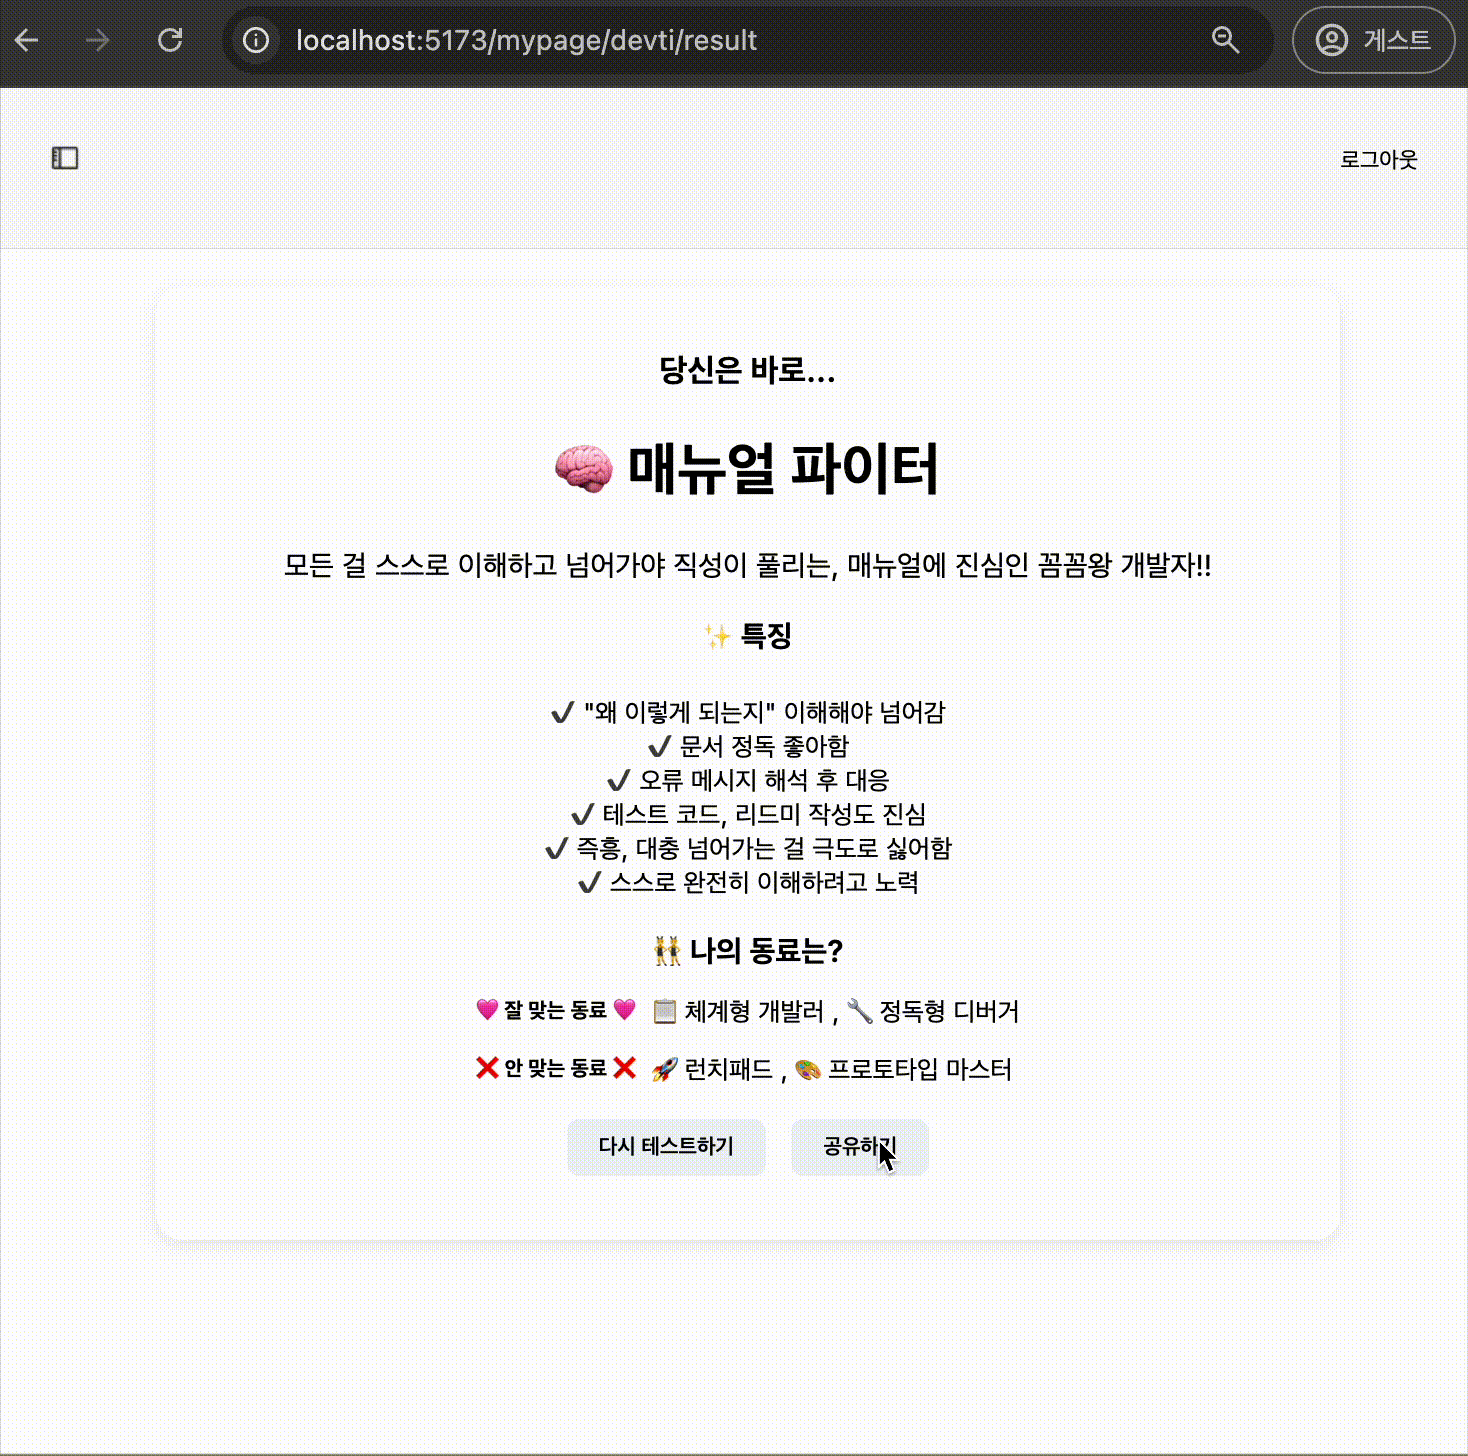 localhost:5173/mypage/devti/result
게스트
로그아웃
당신은 바로...
🧠 매뉴얼 파이터
모든 걸 스스로 이해하고 넘어가야 직성이 풀리는, 매뉴얼에 진심인 꼼꼼왕 개발자!!
✨ 특징
✔ "왜 이렇게 되는지" 이해해야 넘어감
✔ 문서 정독 좋아함
✔ 오류 메시지 해석 후 대응
✔ 테스트 코드, 리드미 작성도 진심
✔ 즉흥, 대충 넘어가는 걸 극도로 싫어함
✔ 스스로 완전히 이해하려고 노력
👯 나의 동료는?
💗 잘 맞는 동료 💗 📋 체계형 개발러 , 🔧 정독형 디버거
❌ 안 맞는 동료 ❌ 🚀 런치패드 , 🎨 프로토타입 마스터
다시 테스트하기 공유하기